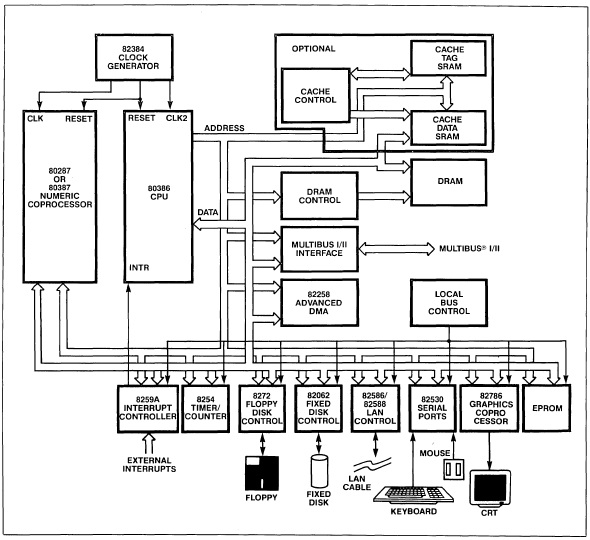 82384
CLOCK
GENERATOR
OPTIONAL
CACHE
TAG
SRAM
CACHE
CONTROL
CACHE
DATA
SRAM
CLK
RESET
RESET
CLK2
ADDRESS
80287
OR
80387
NUMERIC
COPROCESSOR
80386
CPU
DRAM
CONTROL
DRAM
DATA
MULTIBUS I/II
INTERFACE
MULTIBUS® I/II
INTR
82258
ADVANCED
DMA
LOCAL
BUS
CONTROL
8259A
INTERRUPT
CONTROLLER
8254
TIMER/
COUNTER
8272
FLOPPY
DISK
CONTROL
82062
FIXED
DISK
CONTROL
82586/
82588
LAN
CONTROL
82530
SERIAL
PORTS
82786
GRAPHICS
COPRO
CESSOR
EPROM
EXTERNAL
INTERRUPTS
FLOPPY
FIXED
DISK
LAN
CABLE
KEYBOARD
MOUSE
CRT